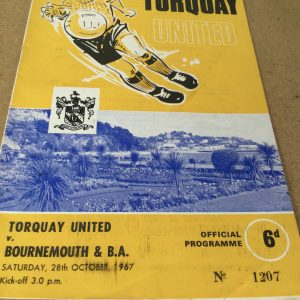 TORQUAY
UNITED
TORQUAY UNITED
v.
BOURNEMOUTH & B.A.
SATURDAY, 28th OCTOBER, 1967
Kick-off 3.0 p.m.
OFFICIAL
PROGRAMME
6d
No 1207